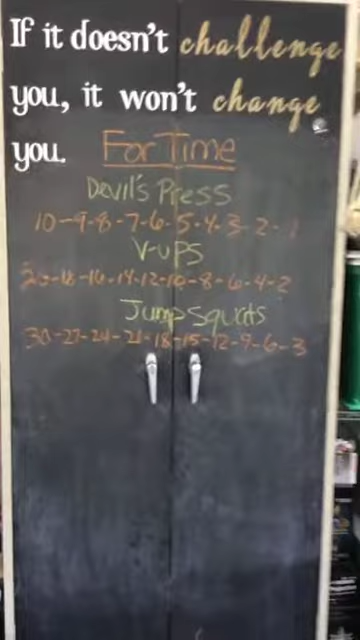 If it doesn't challenge
you, it won't change
you. For Time
Devil's Press
10-9-8-7-6-5-4-3-2-1
V-UPS
20-18-16-14-12-10-8-6-4-2
Jump Squats
30-27-24-21-18-15-12-9-6-3